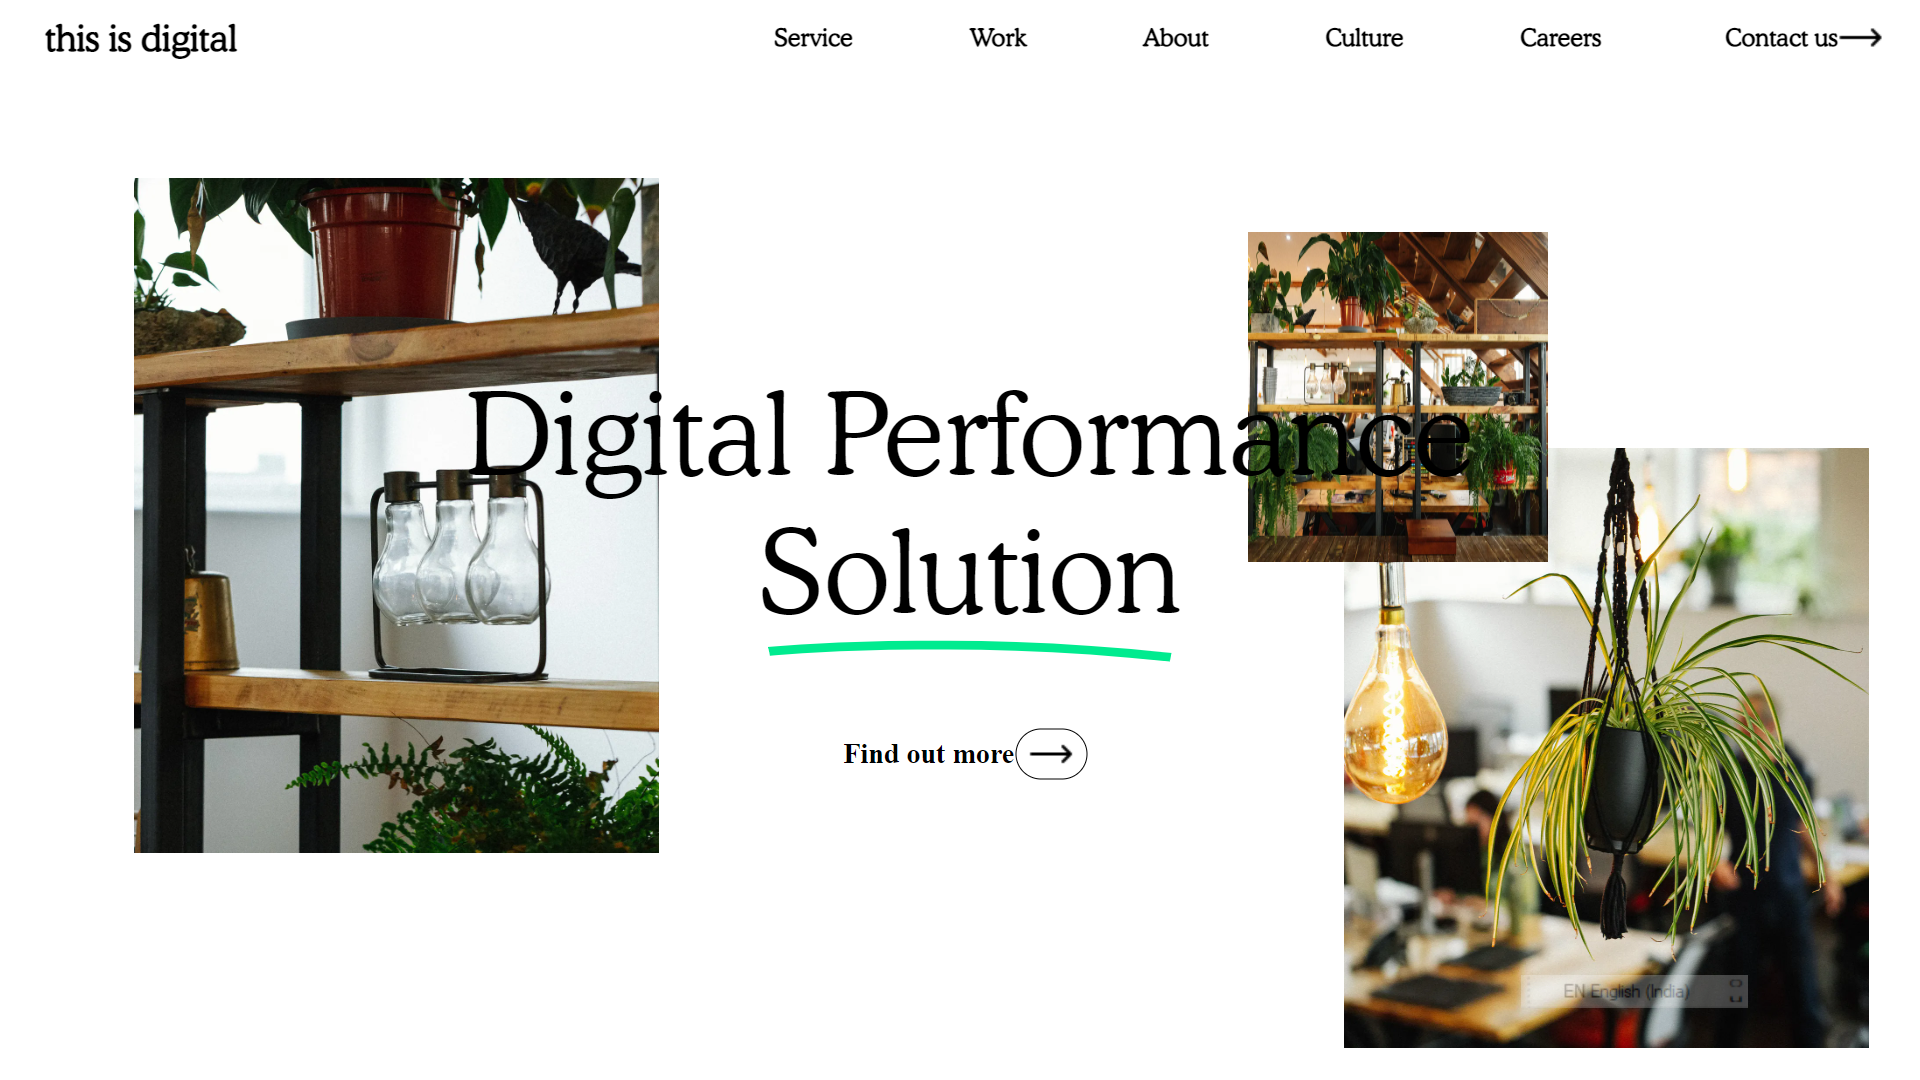 this is digital
Service
Work
About
Culture
Careers
Contact us
Digital Performance
Solution
Find out more
EN English (India)